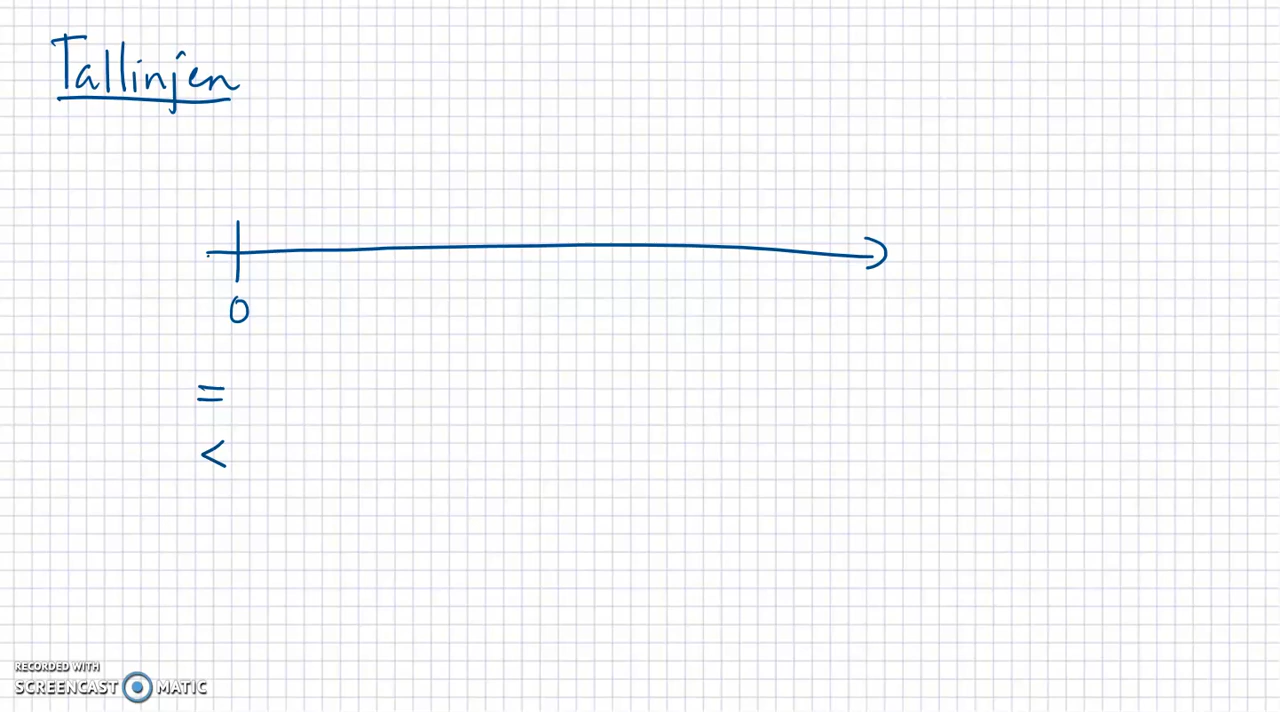 Tallinjen
0
=
<
RECORDED WITH
SCREENCAST MATIC